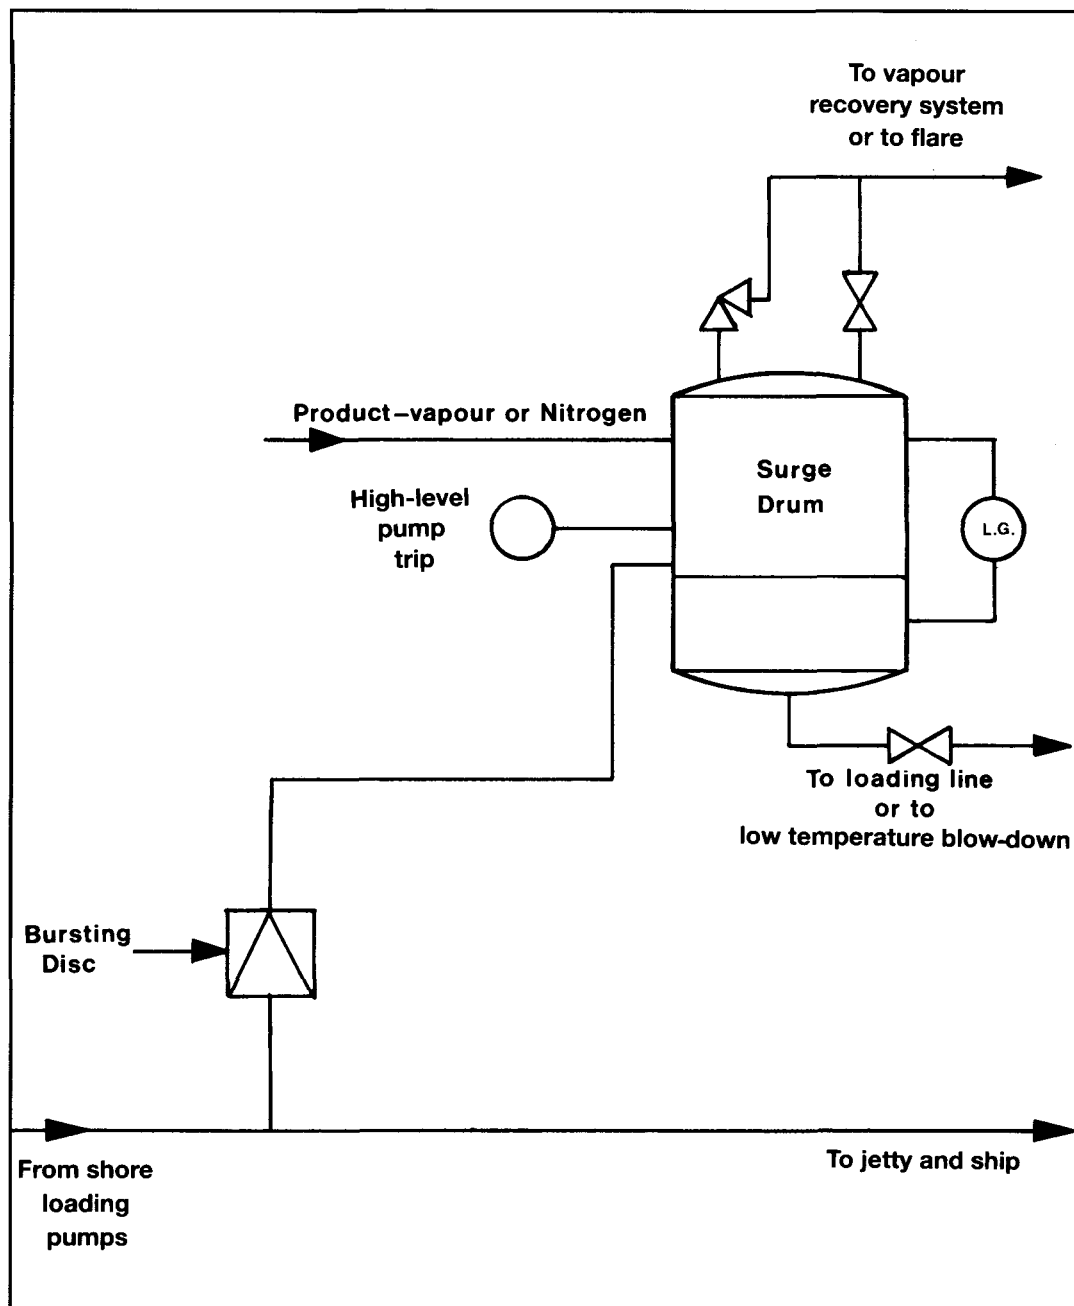 To vapour
recovery system
or to flare
Product–vapour or Nitrogen
Surge
Drum
High-level
pump
trip
L.G.
To loading line
or to
low temperature blow-down
Bursting
Disc
From shore
loading
pumps
To jetty and ship